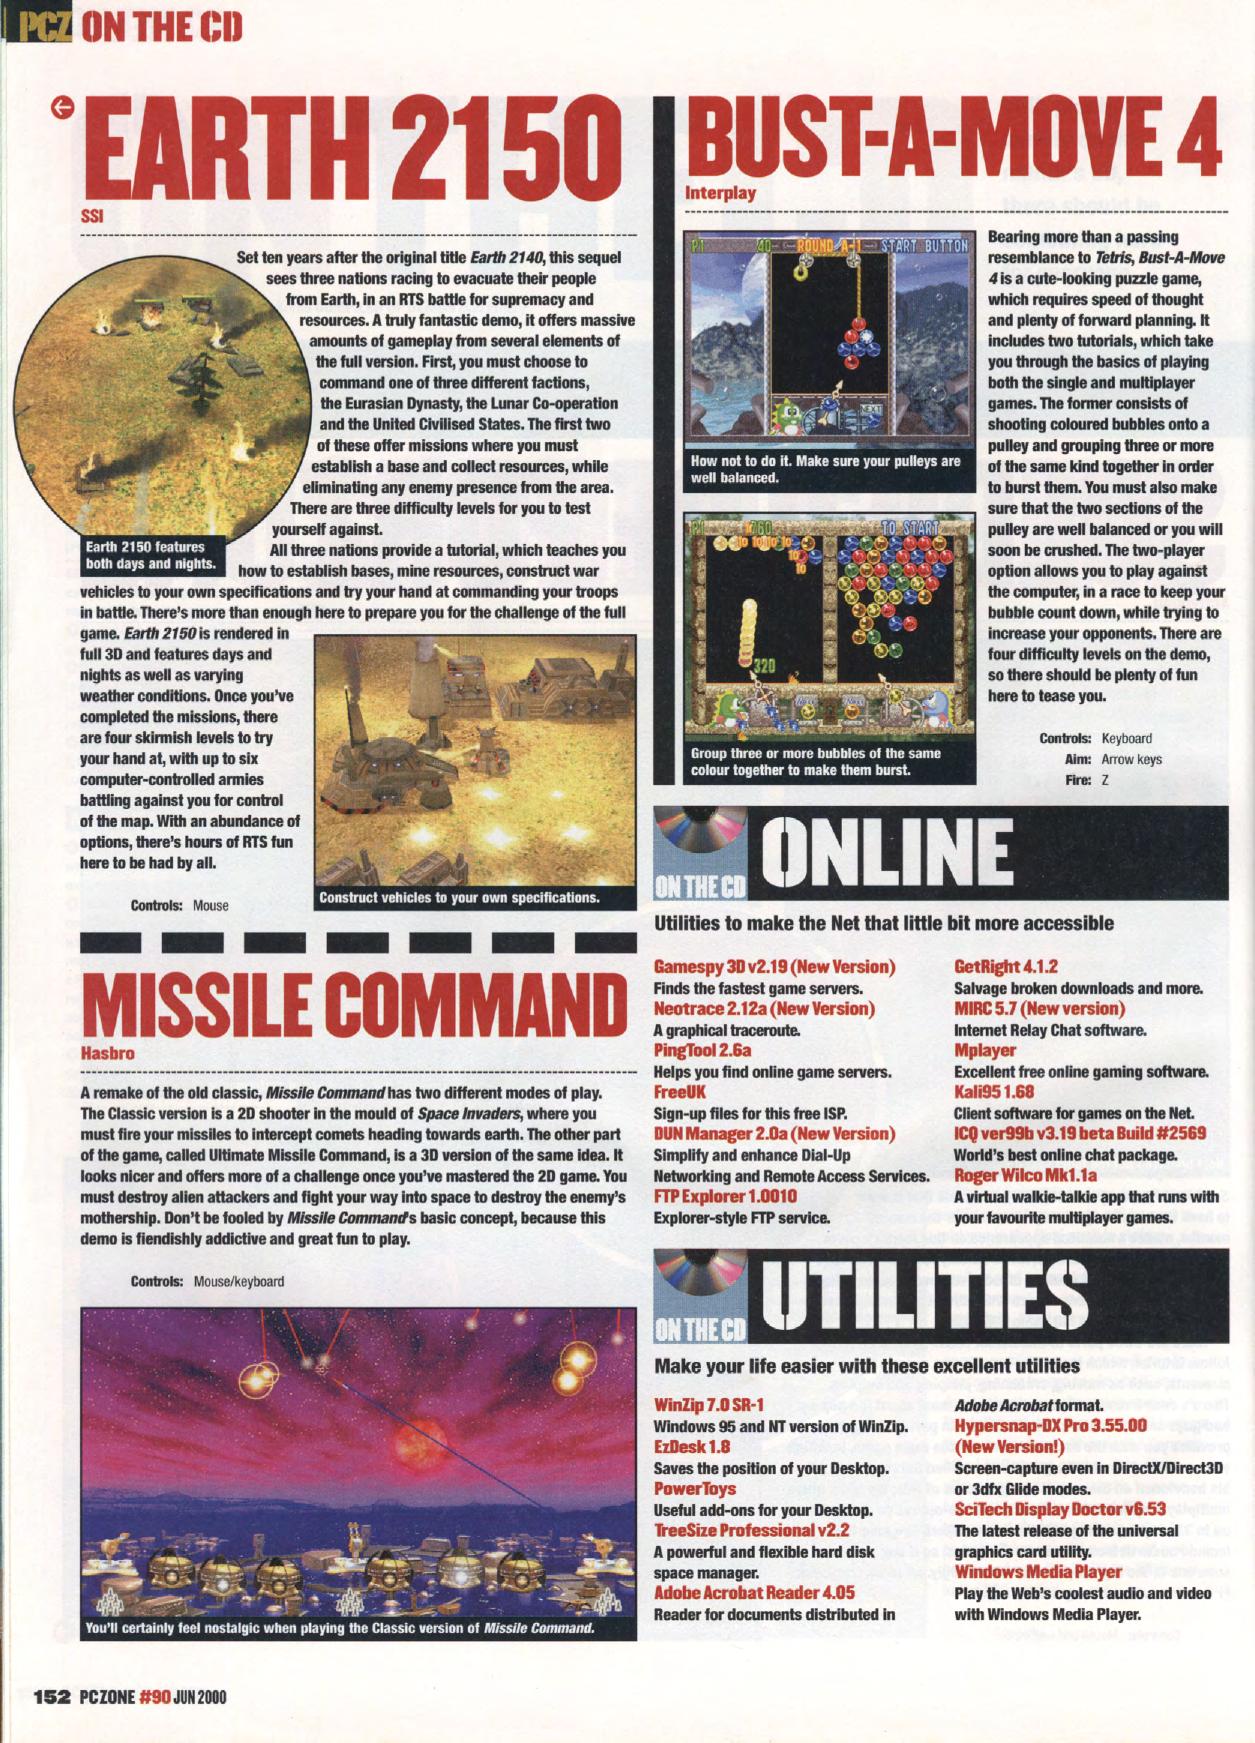 PCZ ON THE CD
EARTH 2150
SSI
Set ten years after the original title Earth 2140, this sequel
sees three nations racing to evacuate their people
from Earth, in an RTS battle for supremacy and
resources. A truly fantastic demo, it offers massive
amounts of gameplay from several elements of
the full version. First, you must choose to
command one of three different factions,
the Eurasian Dynasty, the Lunar Co-operation
and the United Civilised States. The first two
of these offer missions where you must
establish a base and collect resources, while
eliminating any enemy presence from the area.
There are three difficulty levels for you to test
yourself against.
Earth 2150 features
both days and nights.
All three nations provide a tutorial, which teaches you
how to establish bases, mine resources, construct war
vehicles to your own specifications and try your hand at commanding your troops
in battle. There's more than enough here to prepare you for the challenge of the full
game. Earth 2150 is rendered in
full 3D and features days and
nights as well as varying
weather conditions. Once you've
completed the missions, there
are four skirmish levels to try
your hand at, with up to six
computer-controlled armies
battling against you for control
of the map. With an abundance of
options, there's hours of RTS fun
here to be had by all.
Controls: Mouse
Construct vehicles to your own specifications.
MISSILE COMMAND
Hasbro
A remake of the old classic, Missile Command has two different modes of play.
The Classic version is a 2D shooter in the mould of Space Invaders, where you
must fire your missiles to intercept comets heading towards earth. The other part
of the game, called Ultimate Missile Command, is a 3D version of the same idea. It
looks nicer and offers more of a challenge once you've mastered the 2D game. You
must destroy alien attackers and fight your way into space to destroy the enemy's
mothership. Don't be fooled by Missile Command's basic concept, because this
demo is fiendishly addictive and great fun to play.
Controls: Mouse/keyboard
You'll certainly feel nostalgic when playing the Classic version of Missile Command.
BUST-A-MOVE 4
Interplay
P1 40 ROUND A-1 START BUTTON
NEXT
How not to do it. Make sure your pulleys are
well balanced.
P1 760 TO START
10 10 10 10
10
10
320
Group three or more bubbles of the same
colour together to make them burst.
Bearing more than a passing
resemblance to Tetris, Bust-A-Move
4 is a cute-looking puzzle game,
which requires speed of thought
and plenty of forward planning. It
includes two tutorials, which take
you through the basics of playing
both the single and multiplayer
games. The former consists of
shooting coloured bubbles onto a
pulley and grouping three or more
of the same kind together in order
to burst them. You must also make
sure that the two sections of the
pulley are well balanced or you will
soon be crushed. The two-player
option allows you to play against
the computer, in a race to keep your
bubble count down, while trying to
increase your opponents. There are
four difficulty levels on the demo,
so there should be plenty of fun
here to tease you.
Controls: Keyboard
Aim: Arrow keys
Fire: Z
ON THE CD
ONLINE
Utilities to make the Net that little bit more accessible
Gamespy 3D v2.19 (New Version)
Finds the fastest game servers.
Neotrace 2.12a (New Version)
A graphical traceroute.
PingTool 2.6a
Helps you find online game servers.
FreeUK
Sign-up files for this free ISP.
DUN Manager 2.0a (New Version)
Simplify and enhance Dial-Up
Networking and Remote Access Services.
FTP Explorer 1.0010
Explorer-style FTP service.
GetRight 4.1.2
Salvage broken downloads and more.
MIRC 5.7 (New version)
Internet Relay Chat software.
Mplayer
Excellent free online gaming software.
Kali95 1.68
Client software for games on the Net.
ICQ ver99b v3.19 beta Build #2569
World's best online chat package.
Roger Wilco Mk1.1a
A virtual walkie-talkie app that runs with
your favourite multiplayer games.
ON THE CD
UTILITIES
Make your life easier with these excellent utilities
WinZip 7.0 SR-1
Windows 95 and NT version of WinZip.
EzDesk 1.8
Saves the position of your Desktop.
PowerToys
Useful add-ons for your Desktop.
TreeSize Professional v2.2
A powerful and flexible hard disk
space manager.
Adobe Acrobat Reader 4.05
Reader for documents distributed in
Adobe Acrobat format.
Hypersnap-DX Pro 3.55.00
(New Version!)
Screen-capture even in DirectX/Direct3D
or 3dfx Glide modes.
SciTech Display Doctor v6.53
The latest release of the universal
graphics card utility.
Windows Media Player
Play the Web's coolest audio and video
with Windows Media Player.
152 PCZONE #90 JUN 2000